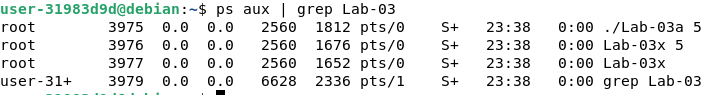 user-31983d9d@debian:~$ ps aux | grep Lab-03
root 3975 0.0 0.0 2560 1812 pts/0 S+ 23:38 0:00 ./Lab-03a 5
root 3976 0.0 0.0 2560 1676 pts/0 S+ 23:38 0:00 Lab-03x 5
root 3977 0.0 0.0 2560 1652 pts/0 S+ 23:38 0:00 Lab-03x
user-31+ 3979 0.0 0.0 6628 2336 pts/1 S+ 23:38 0:00 grep Lab-03